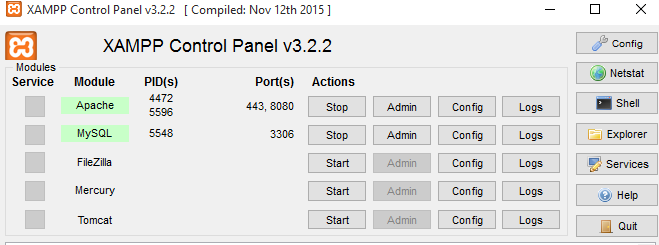 XAMPP Control Panel v3.2.2 [ Compiled: Nov 12th 2015 ]
XAMPP Control Panel v3.2.2
Config
Modules
Service Module PID(s) Port(s) Actions
Netstat
Apache 4472 5596 443, 8080 Stop Admin Config Logs
Shell
MySQL 5548 3306 Stop Admin Config Logs
Explorer
FileZilla Start Admin Config Logs
Services
Mercury Start Admin Config Logs
Help
Tomcat Start Admin Config Logs
Quit